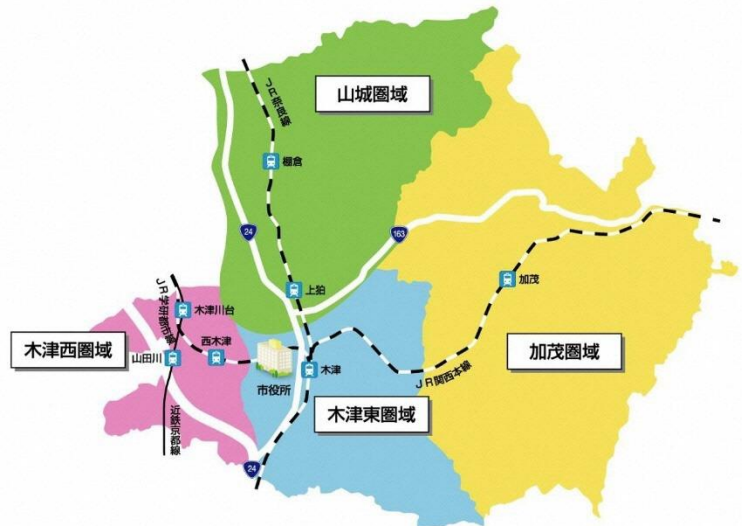 山城圏域
JR奈良線
棚倉
24
163
上狛
加茂
JR学研都市線
木津川台
西木津
木津西圏域
山田川
市役所
木津
加茂圏域
JR関西本線
木津東圏域
近鉄京都線
24